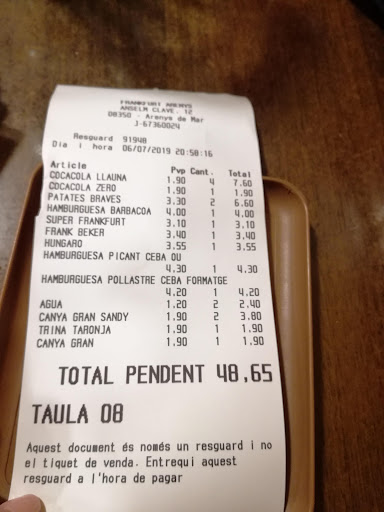 FRANKFURT ARENYS
ANSELM CLAVE, 12
08350 - Arenys de Mar
J-67360024
Resguard 91948
Dia i hora 06/07/2019 20:58:16
Article Pvp Cant. Total
COCACOLA LLAUNA 1.90 4 7.60
COCACOLA ZERO 1.90 1 1.90
PATATES BRAVES 3.30 2 6.60
HAMBURGUESA BARBACOA 4.00 1 4.00
SUPER FRANKFURT 3.10 1 3.10
FRANK BEKER 3.40 1 3.40
HUNGARO 3.55 1 3.55
HAMBURGUESA PICANT CEBA OU
4.30 1 4.30
HAMBURGUESA POLLASTRE CEBA FORMATGE
4.20 1 4.20
AGUA 1.20 2 2.40
CANYA GRAN SANDY 1.90 2 3.80
TRINA TARONJA 1.90 1 1.90
CANYA GRAN 1.90 1 1.90
TOTAL PENDENT 48,65
TAULA 08
Aquest document és només un resguard i no
el tiquet de venda. Entrequi aquest
resguard a l'hora de pagar